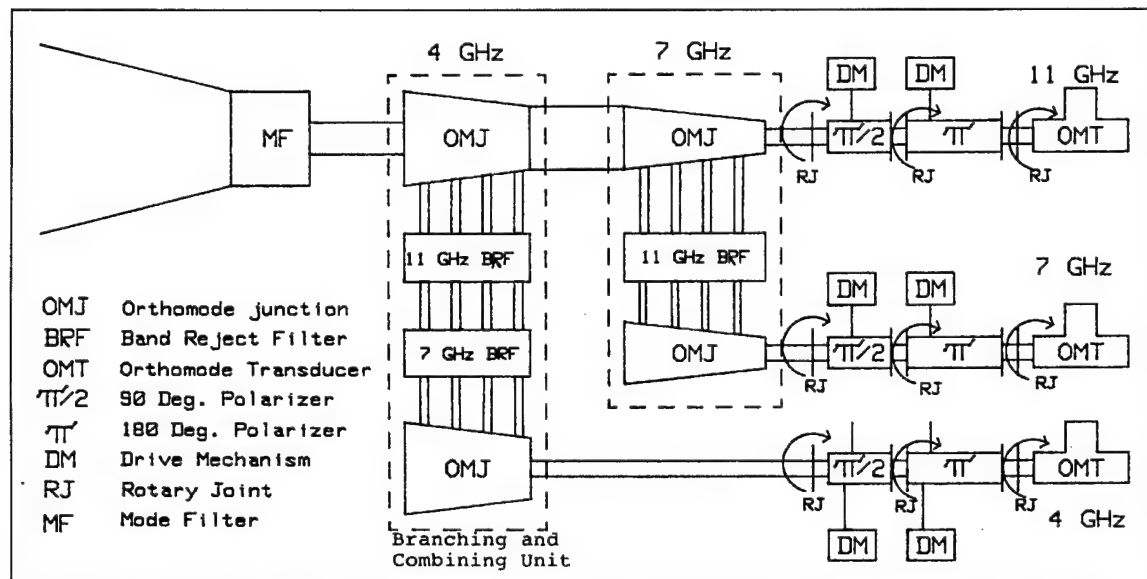 4 GHz
7 GHz
DM DM
11 GHz
MF
OMJ
OMJ
RJ
π/2
RJ
π
RJ
OMT
11 GHz BRF
11 GHz BRF
7 GHz
DM DM
OMJ Orthomode junction
BRF Band Reject Filter
OMT Orthomode Transducer
π/2 90 Deg. Polarizer
π 180 Deg. Polarizer
DM Drive Mechanism
RJ Rotary Joint
MF Mode Filter
7 GHz BRF
OMJ
RJ
π/2
RJ
π
RJ
OMT
OMJ
RJ
π/2
RJ
π
RJ
OMT
4 GHz
DM DM
Branching and
Combining Unit